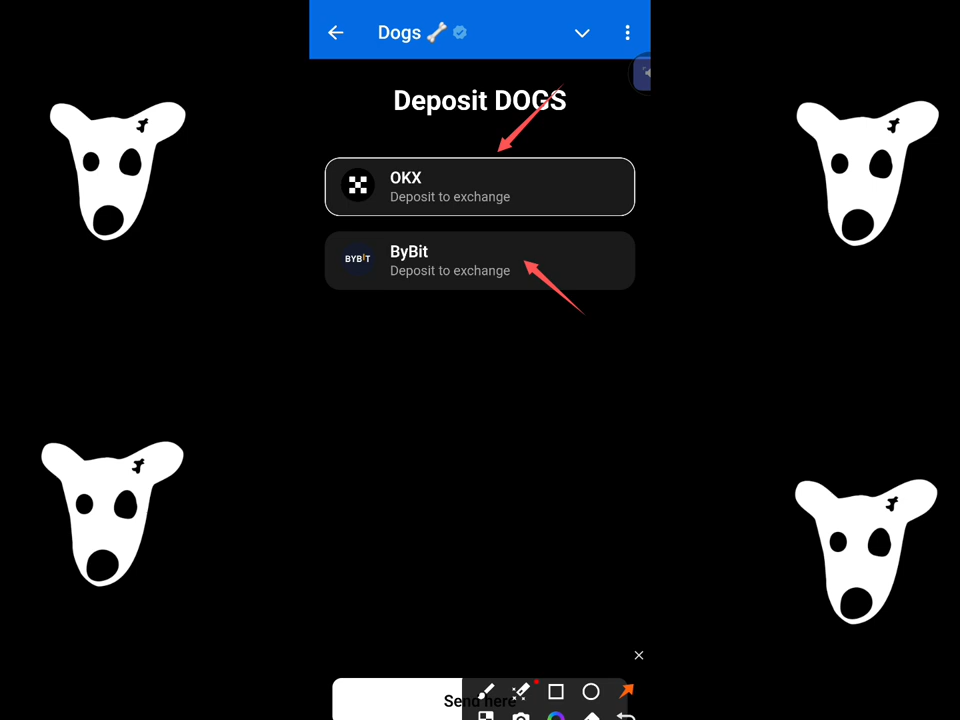 Dogs
Deposit DOGS
OKX
Deposit to exchange
BYBIT
ByBit
Deposit to exchange
Send here